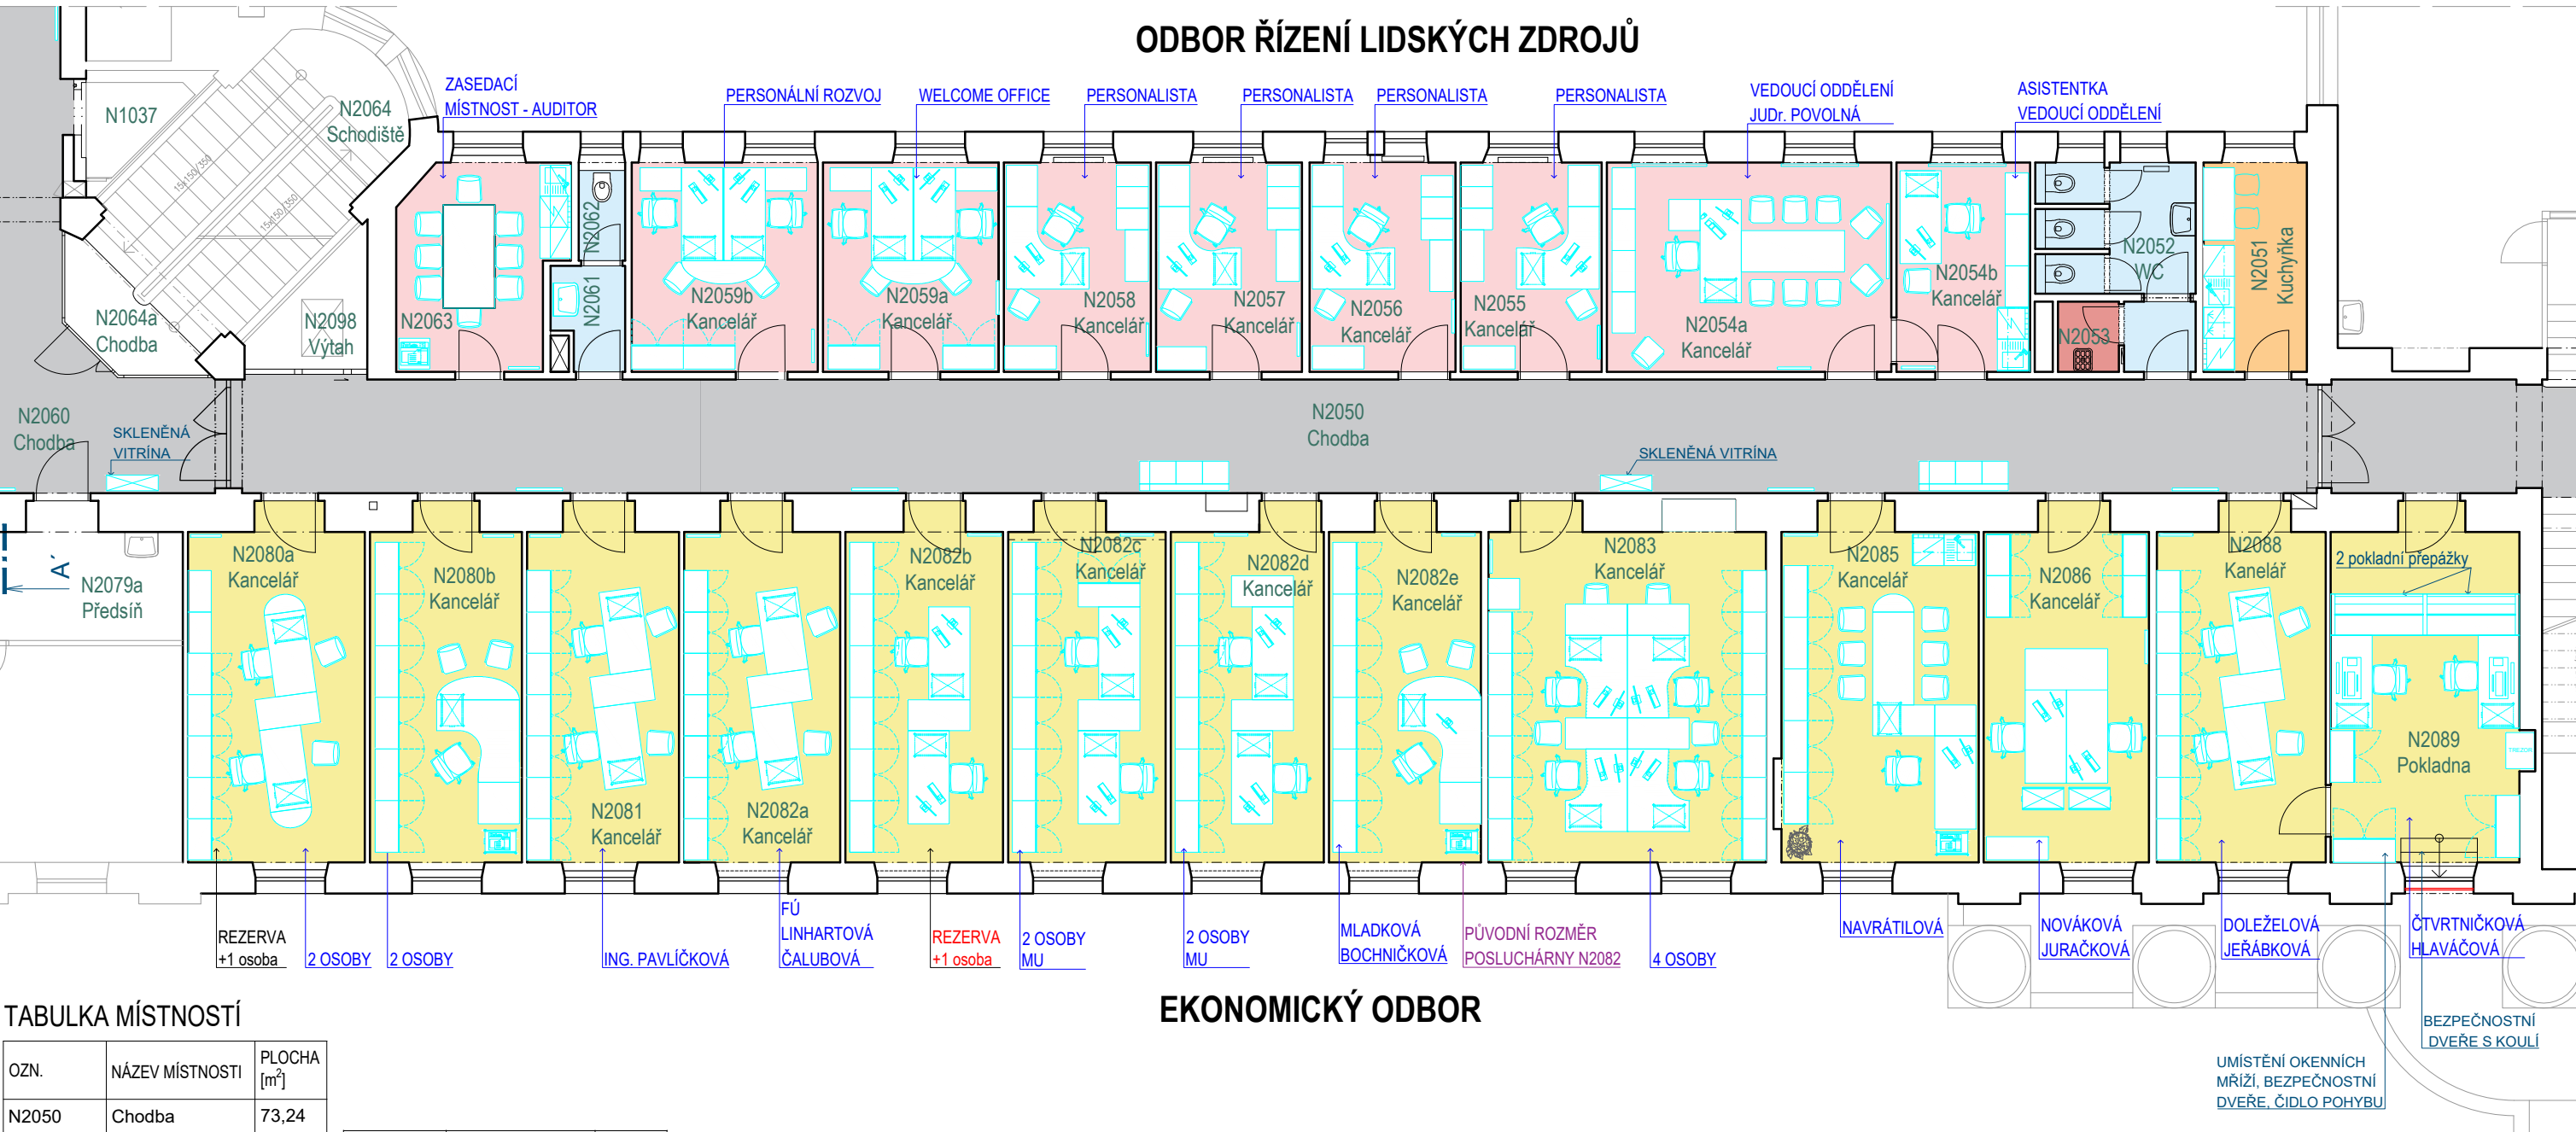 ODBOR ŘÍZENÍ LIDSKÝCH ZDROJŮ
ZASEDACÍ
MÍSTNOST - AUDITOR
PERSONÁLNÍ ROZVOJ
WELCOME OFFICE
PERSONALISTA
PERSONALISTA
PERSONALISTA
PERSONALISTA
VEDOUCÍ ODDĚLENÍ
JUDr. POVOLNÁ
ASISTENTKA
VEDOUCÍ ODDĚLENÍ
N1037
N2064
Schodiště
15x150/350
15x150/350
N2064a
Chodba
N2098
Výtah
N2063
N2062
N2061
N2059b
Kancelář
N2059a
Kancelář
N2058
Kancelář
N2057
Kancelář
N2056
Kancelář
N2055
Kancelář
N2054a
Kancelář
N2054b
Kancelář
N2052
WC
N2053
N2051
Kuchyňka
N2060
Chodba
SKLENĚNÁ
VITRÍNA
N2050
Chodba
SKLENĚNÁ VITRÍNA
A´
N2079a
Předsíň
N2080a
Kancelář
N2080b
Kancelář
N2081
Kancelář
N2082a
Kancelář
N2082b
Kancelář
N2082c
Kancelář
N2082d
Kancelář
N2082e
Kancelář
N2083
Kancelář
N2085
Kancelář
N2086
Kancelář
N2088
Kanelář
2 pokladní přepážky
N2089
Pokladna
TREZOR
REZERVA
+1 osoba
2 OSOBY
2 OSOBY
ING. PAVLÍČKOVÁ
FÚ
LINHARTOVÁ
ČALUBOVÁ
REZERVA
+1 osoba
2 OSOBY
MU
2 OSOBY
MU
MLADKOVÁ
BOCHNIČKOVÁ
PŮVODNÍ ROZMĚR
POSLUCHÁRNY N2082
4 OSOBY
NAVRÁTILOVÁ
NOVÁKOVÁ
JURAČKOVÁ
DOLEŽELOVÁ
JEŘÁBKOVÁ
ČTVRTNIČKOVÁ
HLAVÁČOVÁ
EKONOMICKÝ ODBOR
BEZPEČNOSTNÍ
DVEŘE S KOULÍ
UMÍSTĚNÍ OKENNÍCH
MŘÍŽÍ, BEZPEČNOSTNÍ
DVEŘE, ČIDLO POHYBU
TABULKA MÍSTNOSTÍ
OZN. NÁZEV MÍSTNOSTI PLOCHA
[m²]
N2050 Chodba 73,24